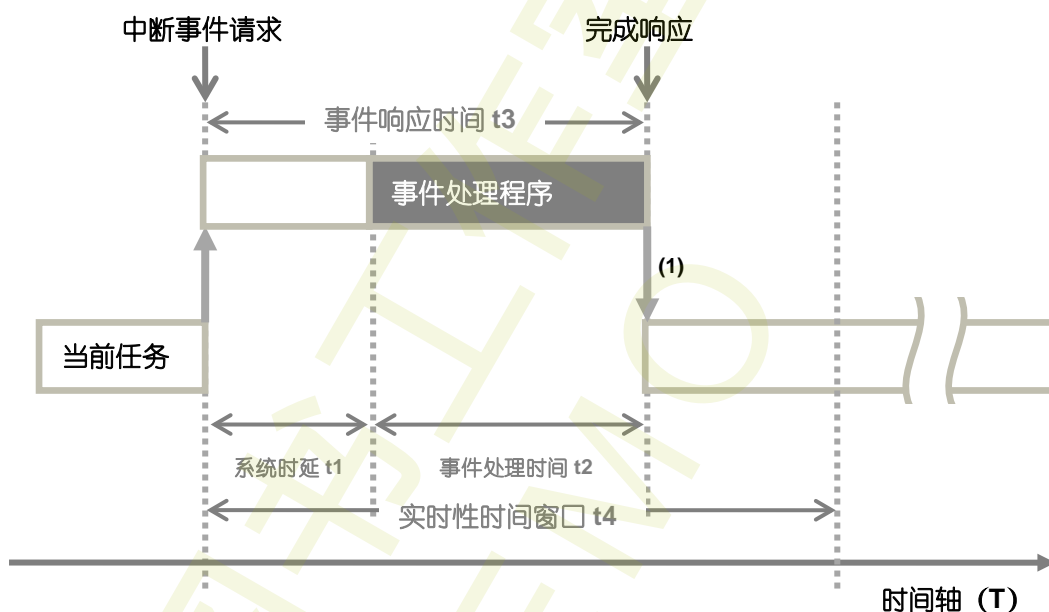 中断事件请求
完成响应
事件响应时间 t3
事件处理程序
(1)
当前任务
系统时延 t1
事件处理时间 t2
实时性时间窗口 t4
时间轴（T）